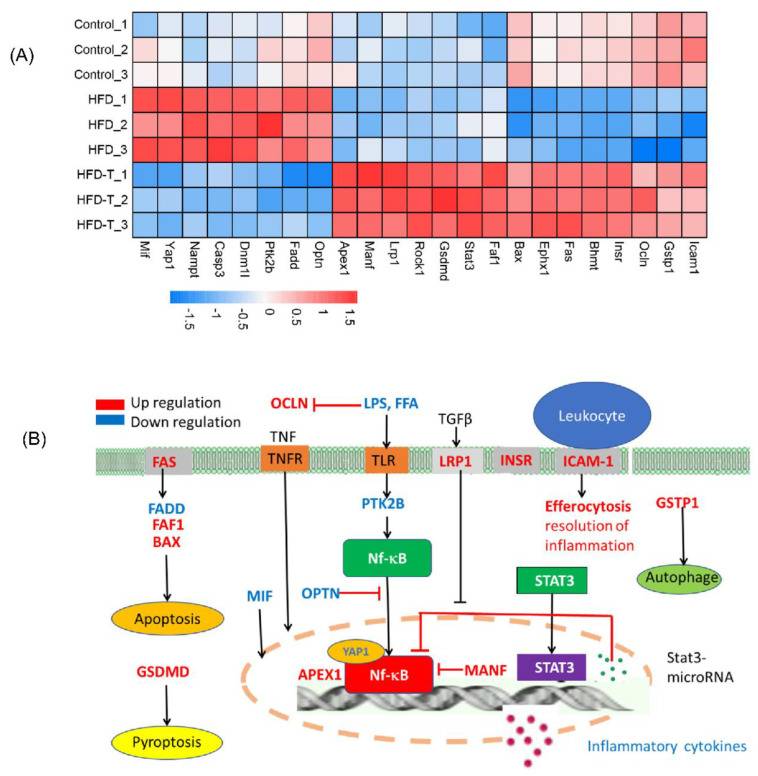 (A)
Control_1
Control_2
Control_3
HFD_1
HFD_2
HFD_3
HFD-T_1
HFD-T_2
HFD-T_3
Mif
Yap1
Nampt
Casp3
Dnm1l
Ptk2b
Fadd
Optn
Apex1
Manf
Lrp1
Rock1
Gsdmd
Stat3
Faf1
Bax
Ephx1
Fas
Bhmt
Insr
Ocln
Gstp1
Icam1
-1.5
-1
-0.5
0
0.5
1
1.5
(B)
Up regulation
Down regulation
OCLN
LPS, FFA
TNF
TGFβ
Leukocyte
FAS
TNFR
TLR
LRP1
INSR
ICAM-1
FADD
FAF1
BAX
PTK2B
Efferocytosis
resolution of
inflammation
GSTP1
Nf-κB
STAT3
Autophage
MIF
OPTN
Apoptosis
YAP1
GSDMD
APEX1
Nf-κB
MANF
STAT3
Stat3-
microRNA
Pyroptosis
Inflammatory cytokines